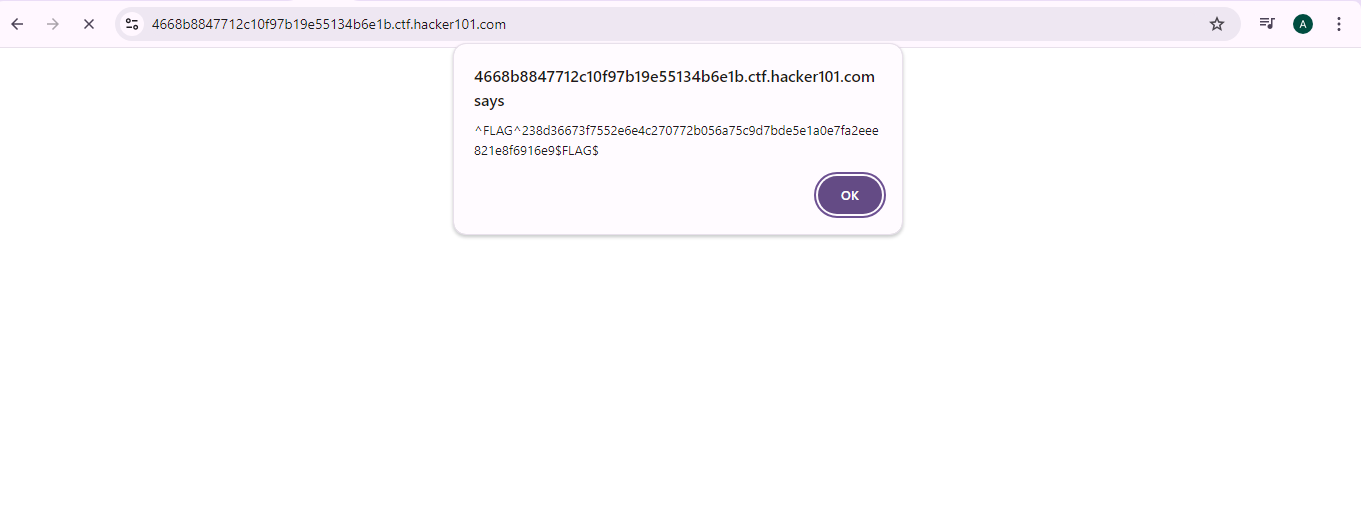 4668b8847712c10f97b19e55134b6e1b.ctf.hacker101.com
A
4668b8847712c10f97b19e55134b6e1b.ctf.hacker101.com
says
^FLAG^238d36673f7552e6e4c270772b056a75c9d7bde5e1a0e7fa2eee
821e8f6916e9$FLAG$
OK